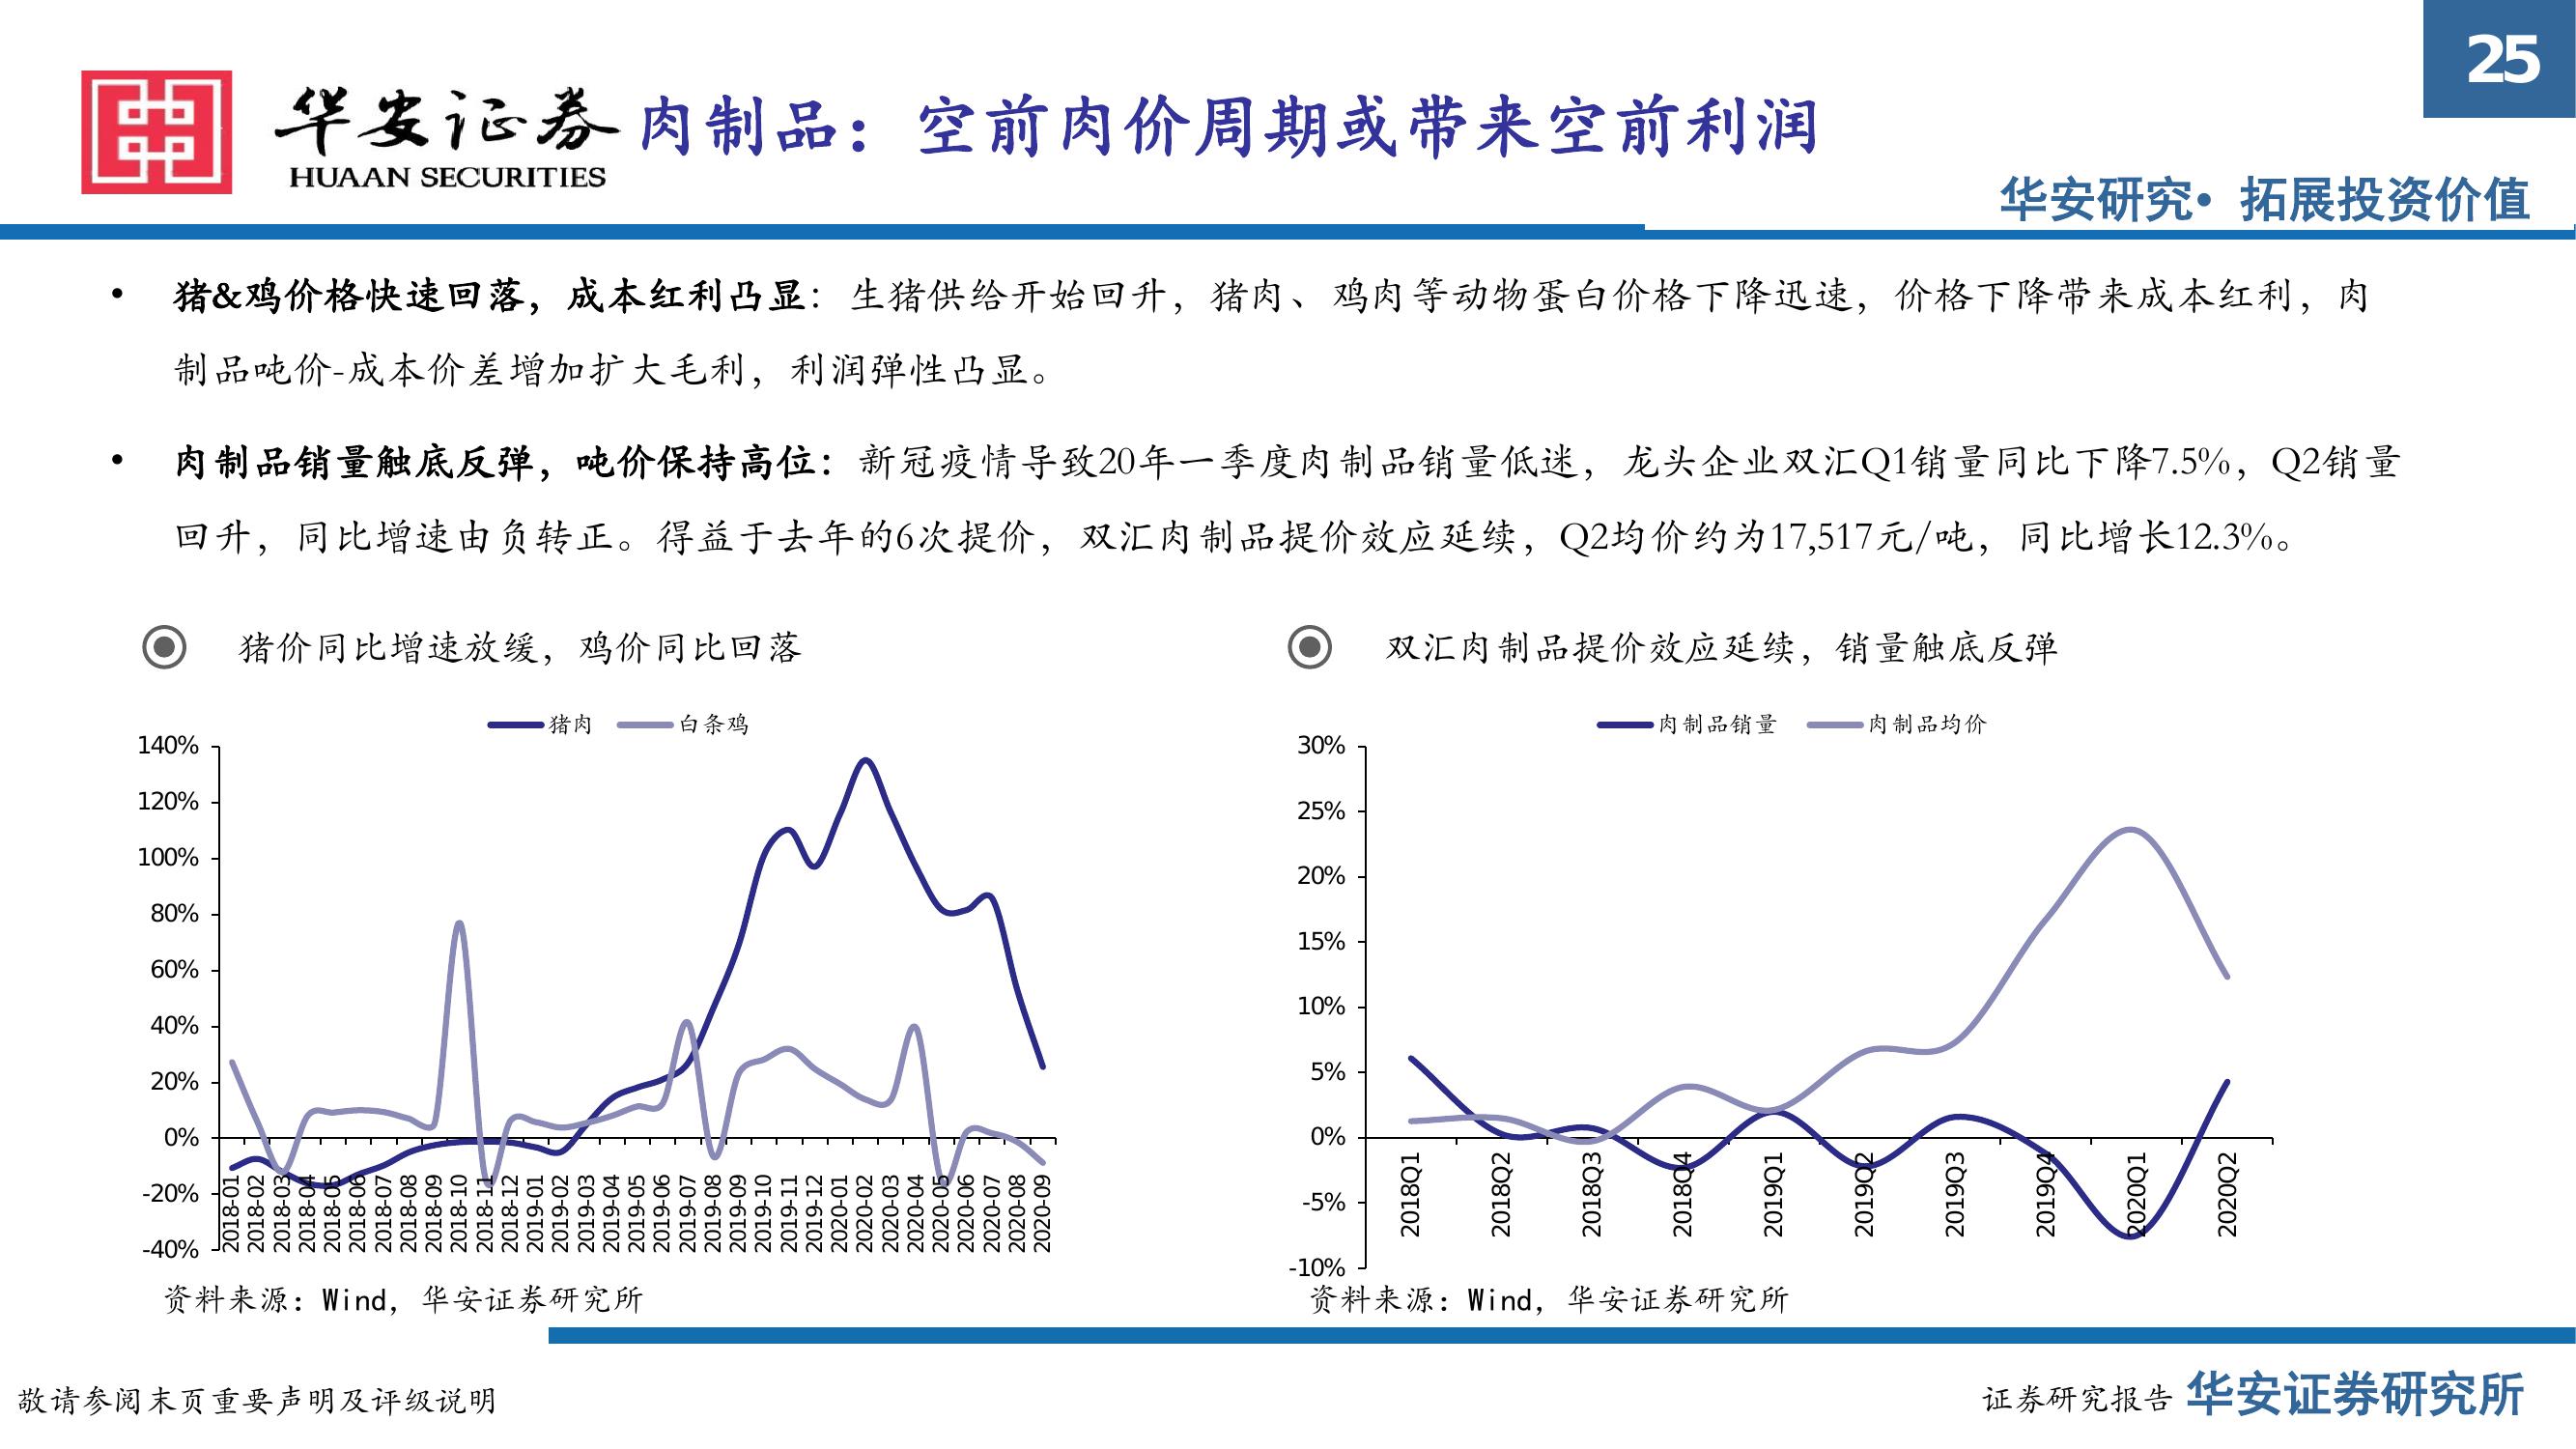 25
华安证券
HUAAN SECURITIES
肉制品：空前肉价周期或带来空前利润
华安研究• 拓展投资价值
• 猪&鸡价格快速回落，成本红利凸显：生猪供给开始回升，猪肉、鸡肉等动物蛋白价格下降迅速，价格下降带来成本红利，肉
制品吨价-成本价差增加扩大毛利，利润弹性凸显。
• 肉制品销量触底反弹，吨价保持高位：新冠疫情导致20年一季度肉制品销量低迷，龙头企业双汇Q1销量同比下降7.5%，Q2销量
回升，同比增速由负转正。得益于去年的6次提价，双汇肉制品提价效应延续，Q2均价约为17,517元/吨，同比增长12.3%。
猪价同比增速放缓，鸡价同比回落
猪肉 白条鸡
140%
120%
100%
80%
60%
40%
20%
0%
-20%
-40%
2018-01
2018-02
2018-03
2018-04
2018-05
2018-06
2018-07
2018-08
2018-09
2018-10
2018-11
2018-12
2019-01
2019-02
2019-03
2019-04
2019-05
2019-06
2019-07
2019-08
2019-09
2019-10
2019-11
2019-12
2020-01
2020-02
2020-03
2020-04
2020-05
2020-06
2020-07
2020-08
2020-09
资料来源：Wind，华安证券研究所
双汇肉制品提价效应延续，销量触底反弹
肉制品销量 肉制品均价
30%
25%
20%
15%
10%
5%
0%
-5%
-10%
2018Q1
2018Q2
2018Q3
2018Q4
2019Q1
2019Q2
2019Q3
2019Q4
2020Q1
2020Q2
资料来源：Wind，华安证券研究所
敬请参阅末页重要声明及评级说明
证券研究报告 华安证券研究所